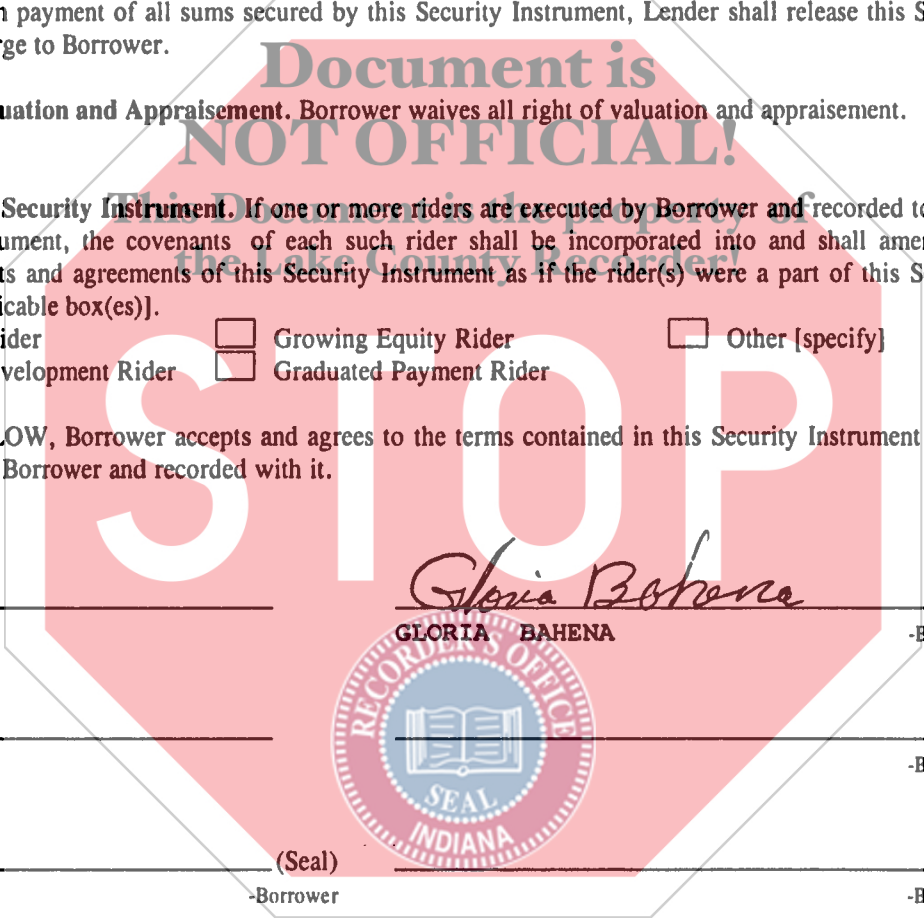 payment of all sums secured by this Security Instrument, Lender shall release this
rge to Borrower.
Document is
uation and Appraisement. Borrower waives all right of valuation and appraisement.
NOT OFFICIAL!
This Document is the property of
Security Instrument. If one or more riders are executed by Borrower and recorded
ument, the covenants of each such rider shall be incorporated into and shall amen
the Lake County Recorder!
ts and agreements of this Security Instrument as if the rider(s) were a part of this S
icable box(es)].
ider Growing Equity Rider Other [specify]
velopment Rider Graduated Payment Rider
STOP
OW, Borrower accepts and agrees to the terms contained in this Security Instrument
Borrower and recorded with it.
Gloria Bahena
GLORIA BAHENA -B
RECORDER'S OFFICE
-B
SEAL
INDIANA
(Seal)
-Borrower -B